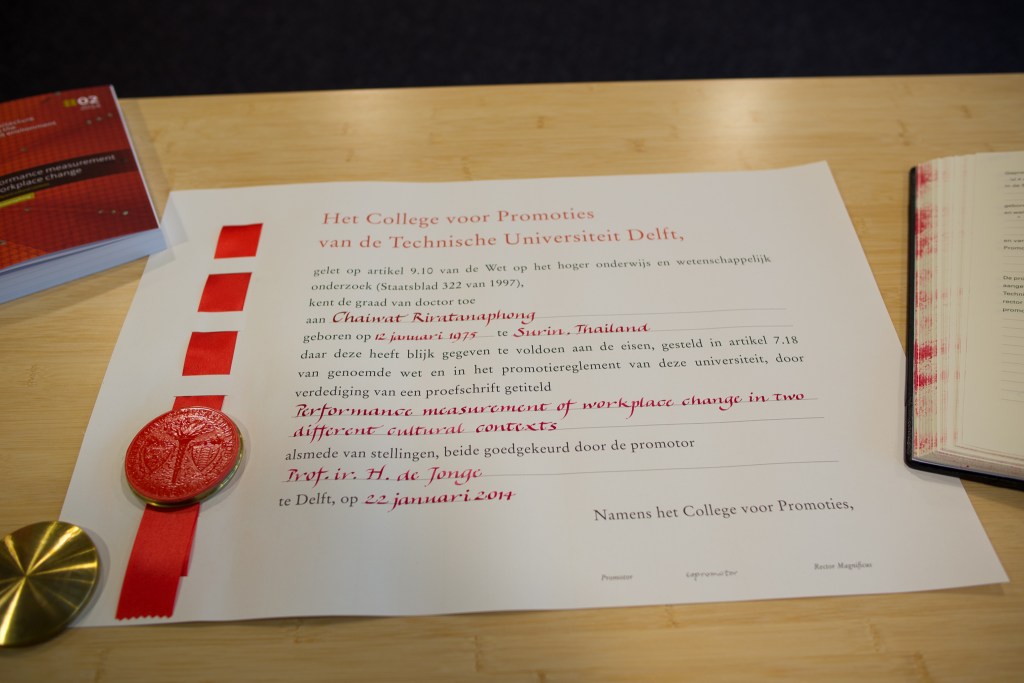 02
formance measurement
orkplace change
Het College voor Promoties
van de Technische Universiteit Delft,
gelet op artikel 9.10 van de Wet op het hoger onderwijs en wetenschappelijk
onderzoek (Staatsblad 322 van 1997),
kent de graad van doctor toe
aan Chaiwat Riratanaphong
geboren op 12 januari 1975 te Surin, Thailand
daar deze heeft blijk gegeven te voldoen aan de eisen, gesteld in artikel 7.18
van genoemde wet en in het promotiereglement van deze universiteit, door
verdediging van een proefschrift getiteld
Performance measurement of workplace change in two
different cultural contexts
alsmede van stellingen, beide goedgekeurd door de promotor
Prof. ir. H. de Jonge
te Delft, op 22 januari 2014
Namens het College voor Promoties,
Promotor copromotor Rector Magnificus